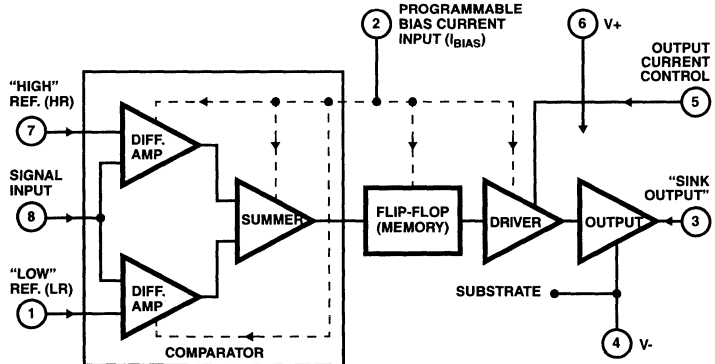 PROGRAMMABLE
BIAS CURRENT
INPUT (IBIAS)
2
6
V+
OUTPUT
CURRENT
CONTROL
5
"HIGH"
REF. (HR)
7
DIFF.
AMP
SIGNAL
INPUT
8
SUMMER
FLIP-FLOP
(MEMORY)
DRIVER
OUTPUT
"SINK
OUTPUT"
3
"LOW"
REF. (LR)
1
DIFF.
AMP
SUBSTRATE
4
V-
COMPARATOR